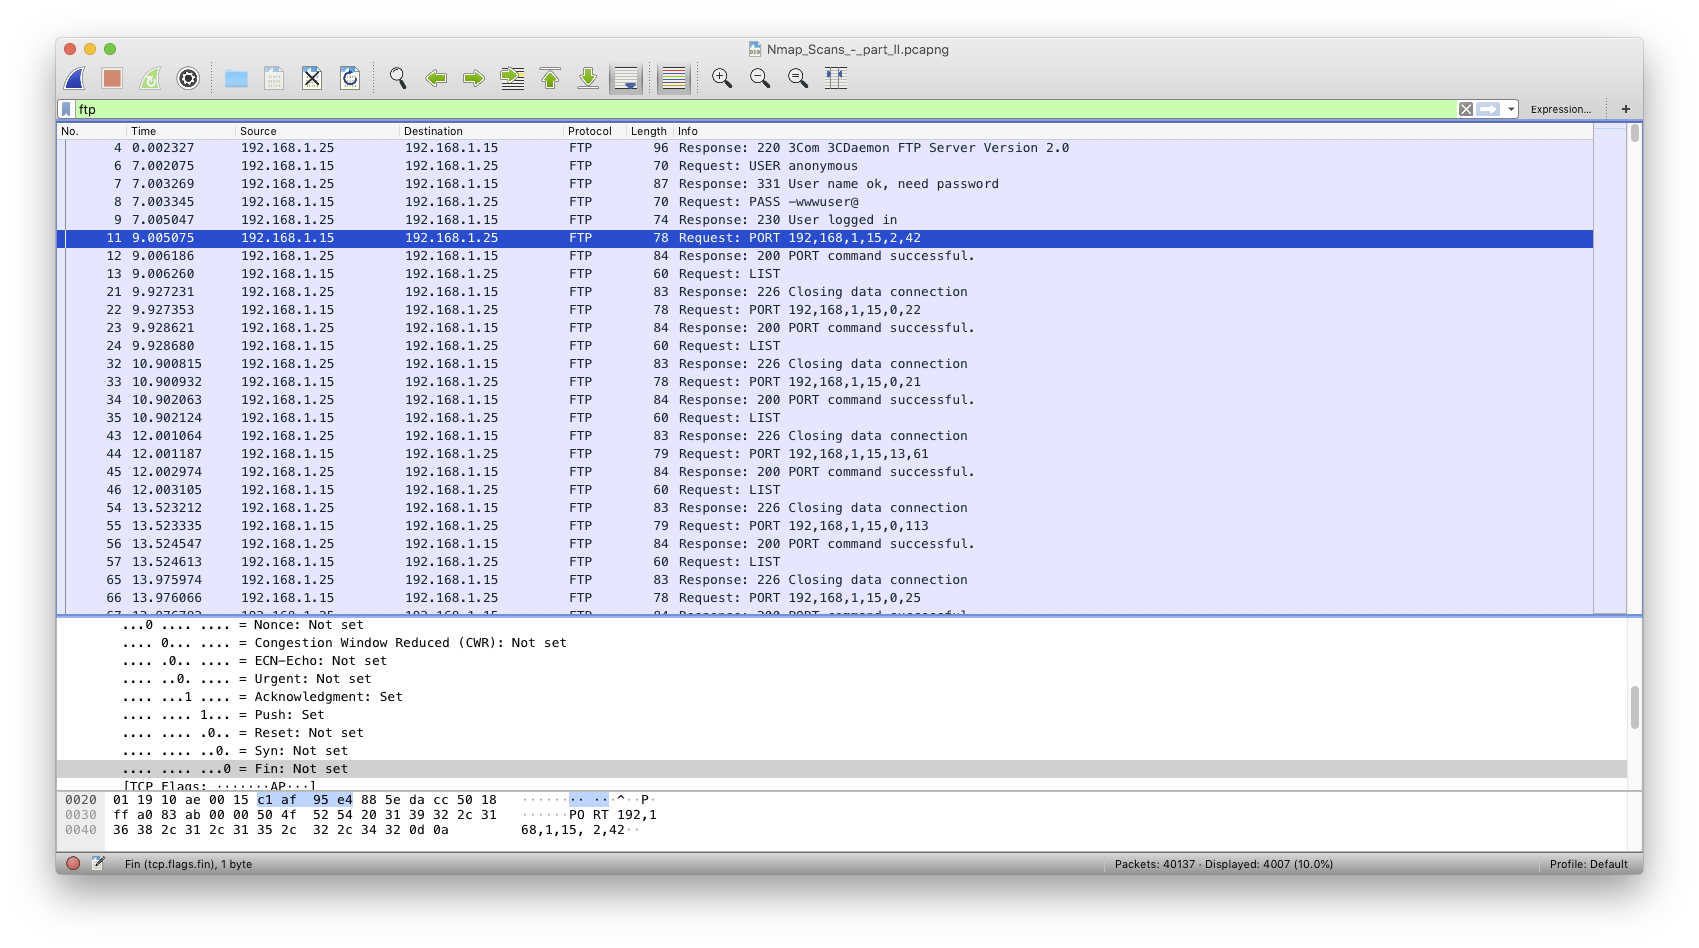 Nmap_Scans_-_part_II.pcapng
ftp Expression... +
No. Time Source Destination Protocol Length Info
4 0.002327 192.168.1.25 192.168.1.15 FTP 96 Response: 220 3Com 3CDaemon FTP Server Version 2.0
6 7.002075 192.168.1.15 192.168.1.25 FTP 70 Request: USER anonymous
7 7.003269 192.168.1.25 192.168.1.15 FTP 87 Response: 331 User name ok, need password
8 7.003345 192.168.1.15 192.168.1.25 FTP 70 Request: PASS -wwwuser@
9 7.005047 192.168.1.25 192.168.1.15 FTP 74 Response: 230 User logged in
11 9.005075 192.168.1.15 192.168.1.25 FTP 78 Request: PORT 192,168,1,15,2,42
12 9.006186 192.168.1.25 192.168.1.15 FTP 84 Response: 200 PORT command successful.
13 9.006260 192.168.1.15 192.168.1.25 FTP 60 Request: LIST
21 9.927231 192.168.1.25 192.168.1.15 FTP 83 Response: 226 Closing data connection
22 9.927353 192.168.1.15 192.168.1.25 FTP 78 Request: PORT 192,168,1,15,0,22
23 9.928621 192.168.1.25 192.168.1.15 FTP 84 Response: 200 PORT command successful.
24 9.928680 192.168.1.15 192.168.1.25 FTP 60 Request: LIST
32 10.900815 192.168.1.25 192.168.1.15 FTP 83 Response: 226 Closing data connection
33 10.900932 192.168.1.15 192.168.1.25 FTP 78 Request: PORT 192,168,1,15,0,21
34 10.902063 192.168.1.25 192.168.1.15 FTP 84 Response: 200 PORT command successful.
35 10.902124 192.168.1.15 192.168.1.25 FTP 60 Request: LIST
43 12.001064 192.168.1.25 192.168.1.15 FTP 83 Response: 226 Closing data connection
44 12.001187 192.168.1.15 192.168.1.25 FTP 79 Request: PORT 192,168,1,15,13,61
45 12.002974 192.168.1.25 192.168.1.15 FTP 84 Response: 200 PORT command successful.
46 12.003105 192.168.1.15 192.168.1.25 FTP 60 Request: LIST
54 13.523212 192.168.1.25 192.168.1.15 FTP 83 Response: 226 Closing data connection
55 13.523335 192.168.1.15 192.168.1.25 FTP 79 Request: PORT 192,168,1,15,0,113
56 13.524547 192.168.1.25 192.168.1.15 FTP 84 Response: 200 PORT command successful.
57 13.524613 192.168.1.15 192.168.1.25 FTP 60 Request: LIST
65 13.975974 192.168.1.25 192.168.1.15 FTP 83 Response: 226 Closing data connection
66 13.976066 192.168.1.15 192.168.1.25 FTP 78 Request: PORT 192,168,1,15,0,25
...0 .... .... = Nonce: Not set
.... 0... .... = Congestion Window Reduced (CWR): Not set
.... .0.. .... = ECN-Echo: Not set
.... ..0. .... = Urgent: Not set
.... ...1 .... = Acknowledgment: Set
.... .... 1... = Push: Set
.... .... .0.. = Reset: Not set
.... .... ..0. = Syn: Not set
.... .... ...0 = Fin: Not set
[TCP Flags: ·······AP···]
0020 01 19 10 ae 00 15 c1 af 95 e4 88 5e da cc 50 18 ········ ···^··P·
0030 ff a0 83 ab 00 00 50 4f 52 54 20 31 39 32 2c 31 ······PO RT 192,1
0040 36 38 2c 31 2c 31 35 2c 32 2c 34 32 0d 0a 68,1,15, 2,42··
Fin (tcp.flags.fin), 1 byte Packets: 40137 · Displayed: 4007 (10.0%) Profile: Default